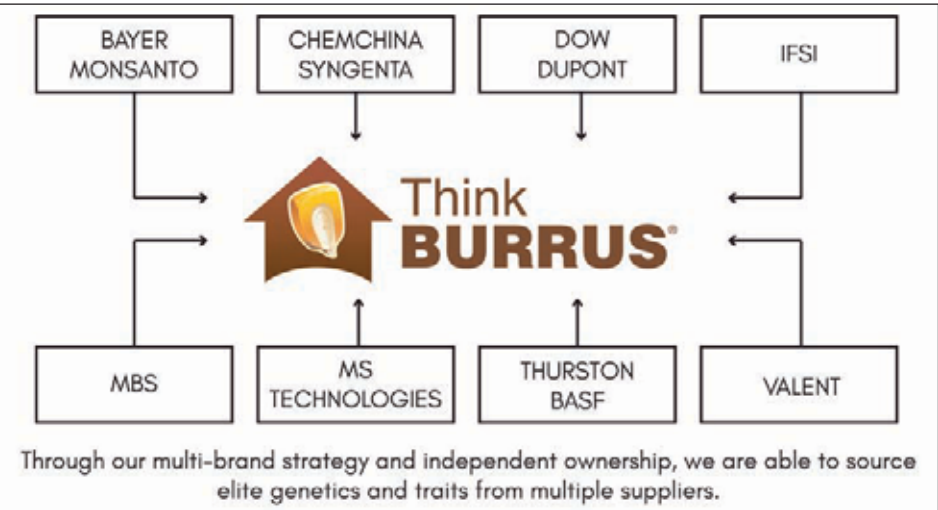 BAYER
MONSANTO
CHEMCHINA
SYNGENTA
DOW
DUPONT
IFSI
Think
BURRUS®
MBS
MS
TECHNOLOGIES
THURSTON
BASF
VALENT
Through our multi-brand strategy and independent ownership, we are able to source
elite genetics and traits from multiple suppliers.